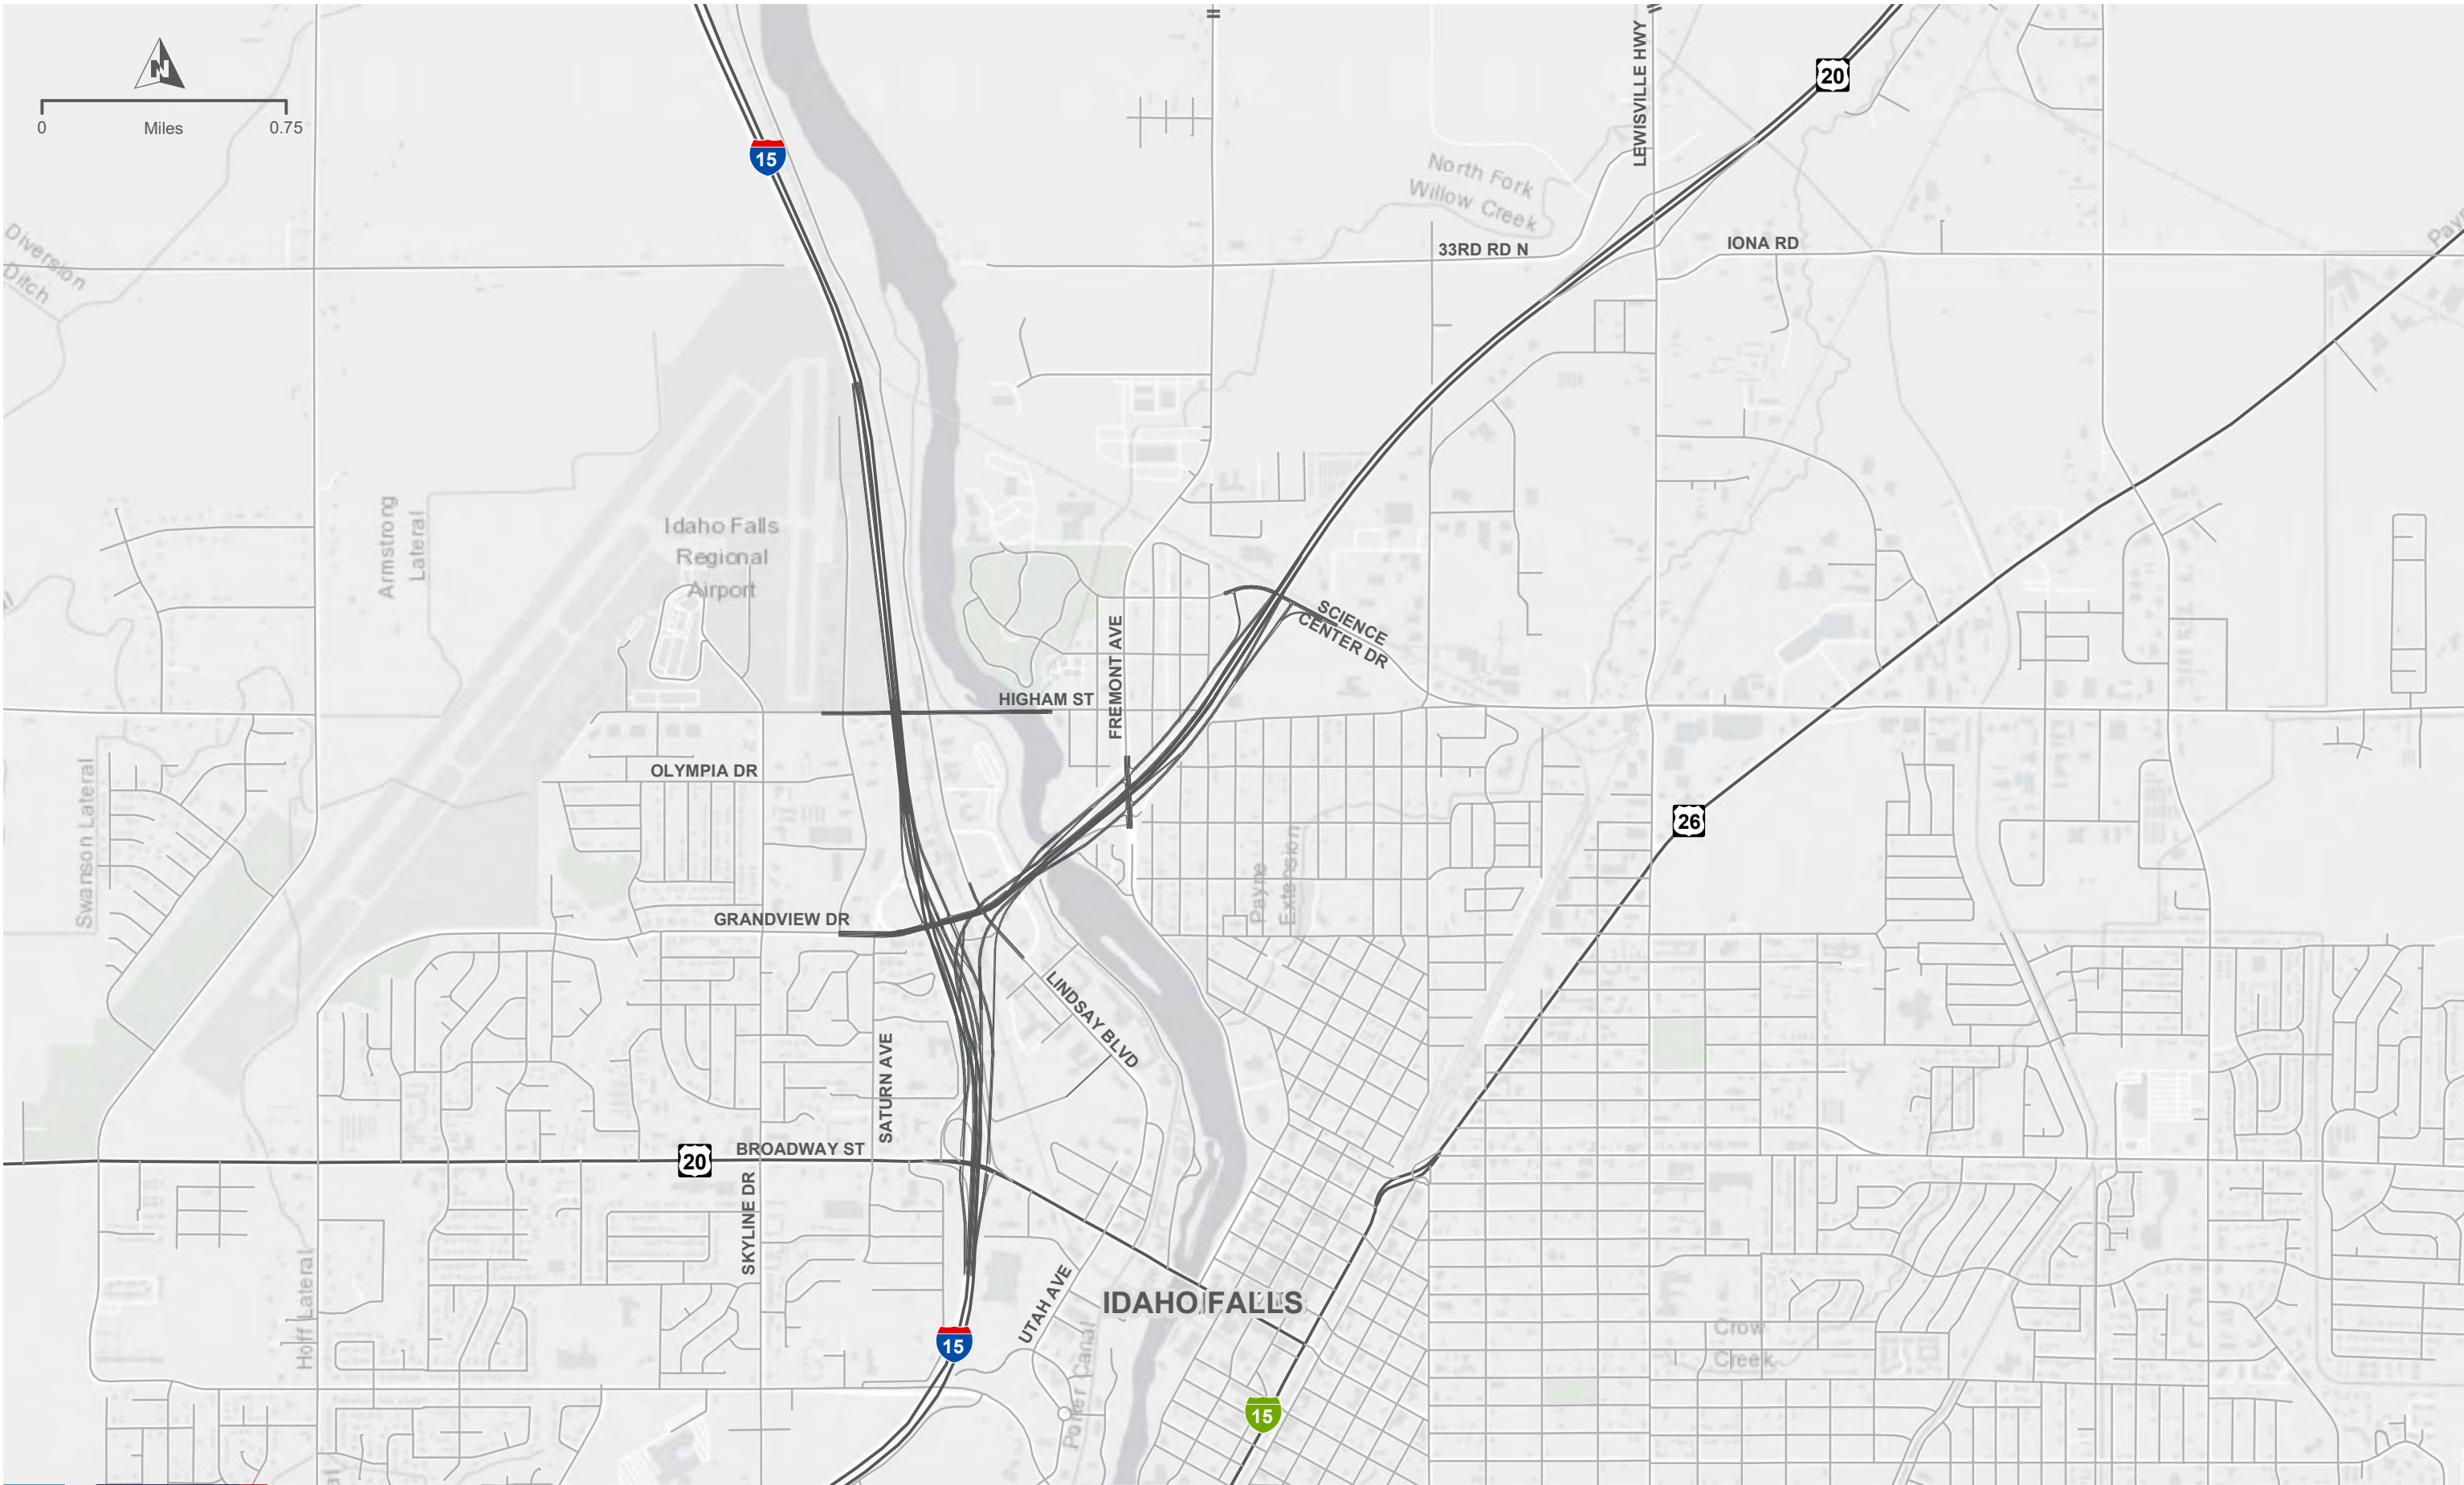 N
0 Miles 0.75
15
20
LEWISVILLE HWY
North Fork
Willow Creek
33RD RD N
IONA RD
Diversion
Ditch
Armstrong
Lateral
Idaho Falls
Regional
Airport
SCIENCE
CENTER DR
FREMONT AVE
HIGHAM ST
OLYMPIA DR
Swanson Lateral
26
Payne
Extension
GRANDVIEW DR
LINDSAY BLVD
SATURN AVE
BROADWAY ST
20
SKYLINE DR
Hoff Lateral
UTAH AVE
IDAHO FALLS
15
Porter Canal
Crow
Creek
15